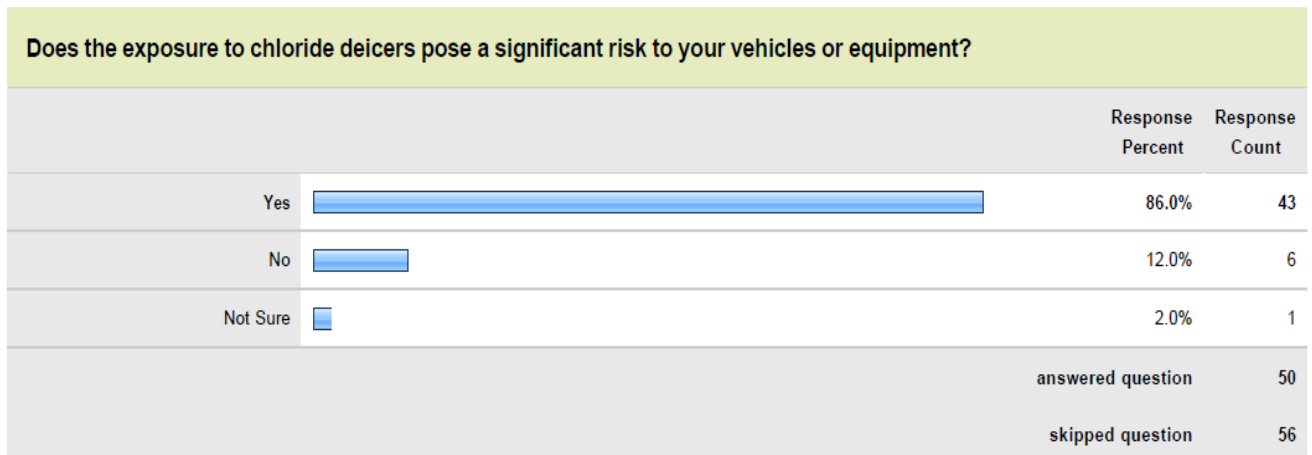 Does the exposure to chloride deicers pose a significant risk to your vehicles or equipment?
Response Response
Percent Count
Yes 86.0% 43
No 12.0% 6
Not Sure 2.0% 1
answered question 50
skipped question 56